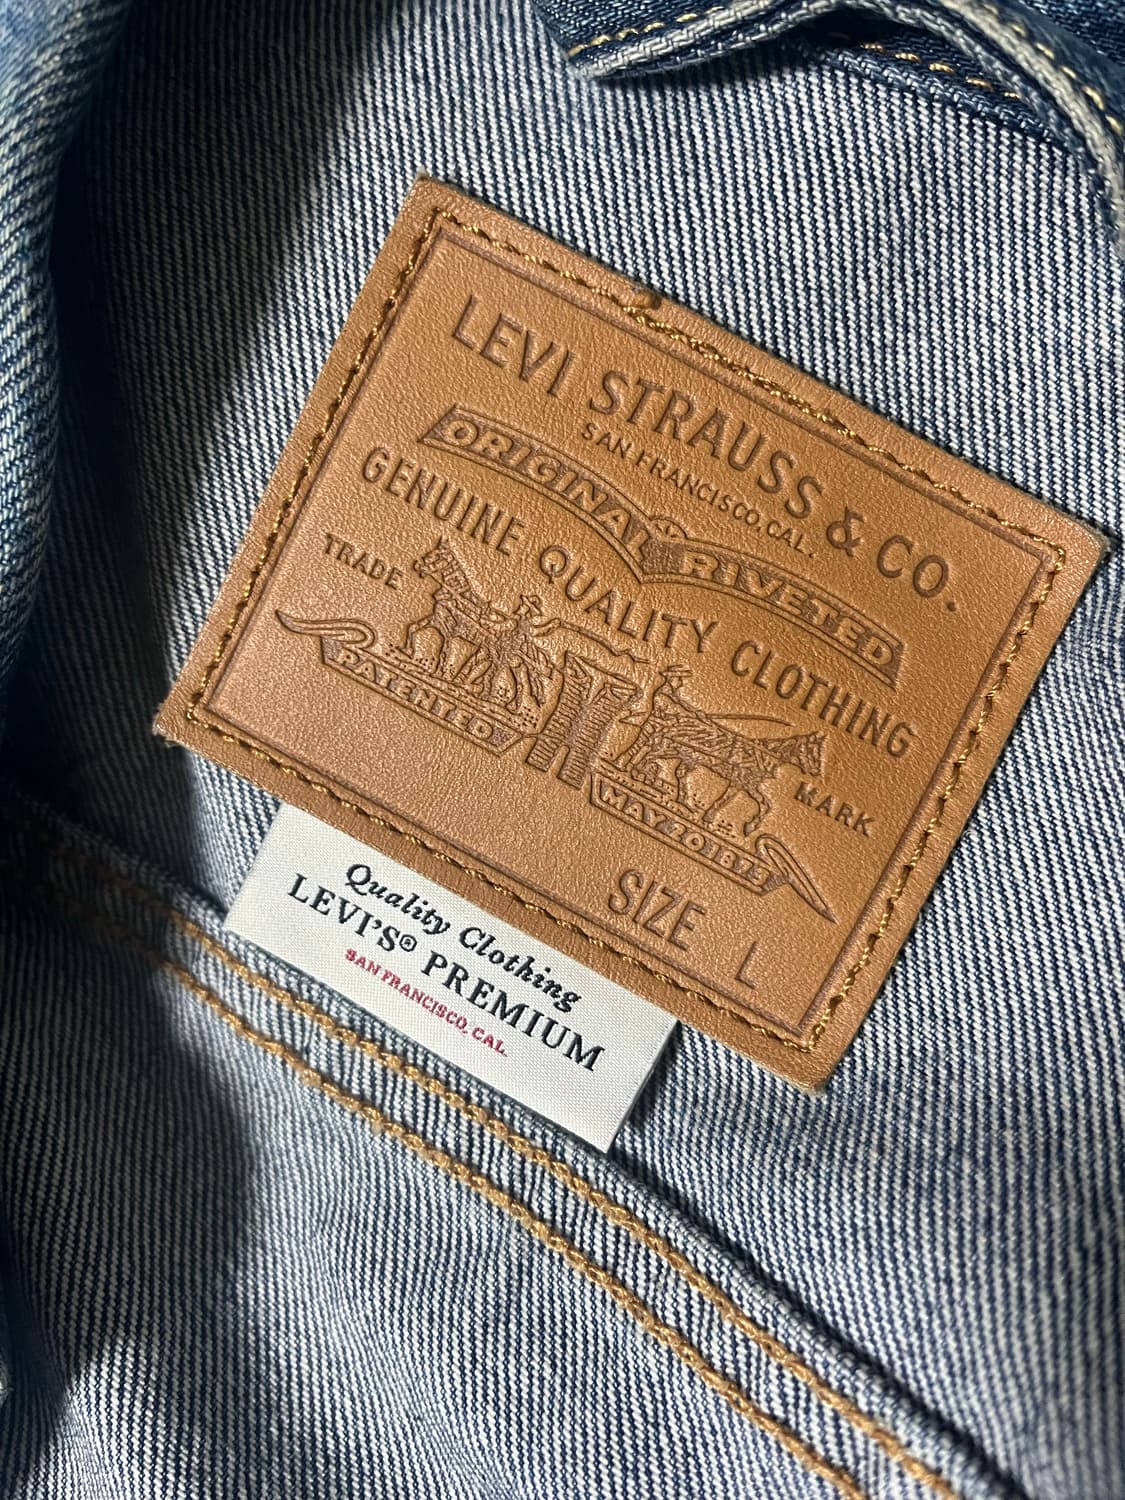 LEVI STRAUSS & CO.
SAN FRANCISCO, CAL.
ORIGINAL RIVETED
GENUINE QUALITY CLOTHING
TRADE MARK
PATENTED MAY 20 1873
SIZE L
Quality Clothing
LEVI'S® PREMIUM
SAN FRANCISCO, CAL.